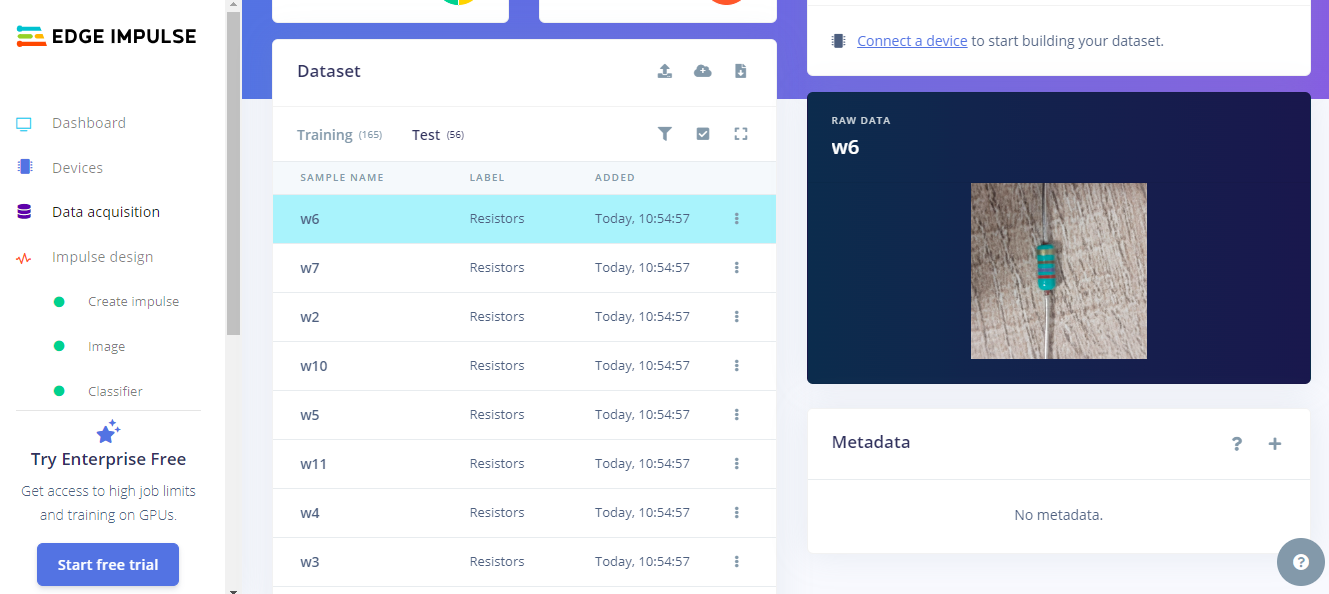 EDGE IMPULSE
Dashboard
Devices
Data acquisition
Impulse design
Create impulse
Image
Classifier
Try Enterprise Free
Get access to high job limits
and training on GPUs.
Start free trial
Dataset
Training (165) Test (56)
SAMPLE NAME LABEL ADDED
w6 Resistors Today, 10:54:57
w7 Resistors Today, 10:54:57
w2 Resistors Today, 10:54:57
w10 Resistors Today, 10:54:57
w5 Resistors Today, 10:54:57
w11 Resistors Today, 10:54:57
w4 Resistors Today, 10:54:57
w3 Resistors Today, 10:54:57
Connect a device to start building your dataset.
RAW DATA
w6
Metadata
? +
No metadata.
?